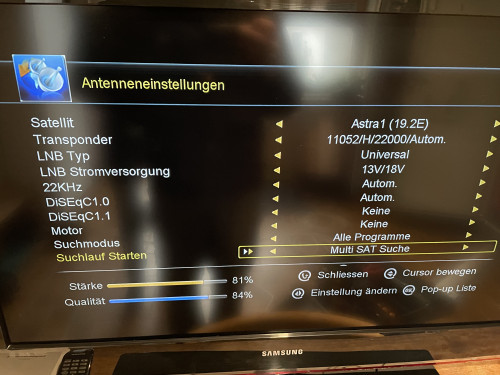 Antenneneinstellungen
Satellit Astra1 (19.2E)
Transponder 11052/H/22000/Autom.
LNB Typ Universal
LNB Stromversorgung 13V/18V
22KHz Autom.
DiSEqC1.0 Autom.
DiSEqC1.1 Keine
Motor Keine
Suchmodus Alle Programme
Suchlauf Starten Multi SAT Suche
Stärke 81%
Qualität 84%
Schliessen Cursor bewegen
Einstellung ändern Pop-up Liste
SAMSUNG